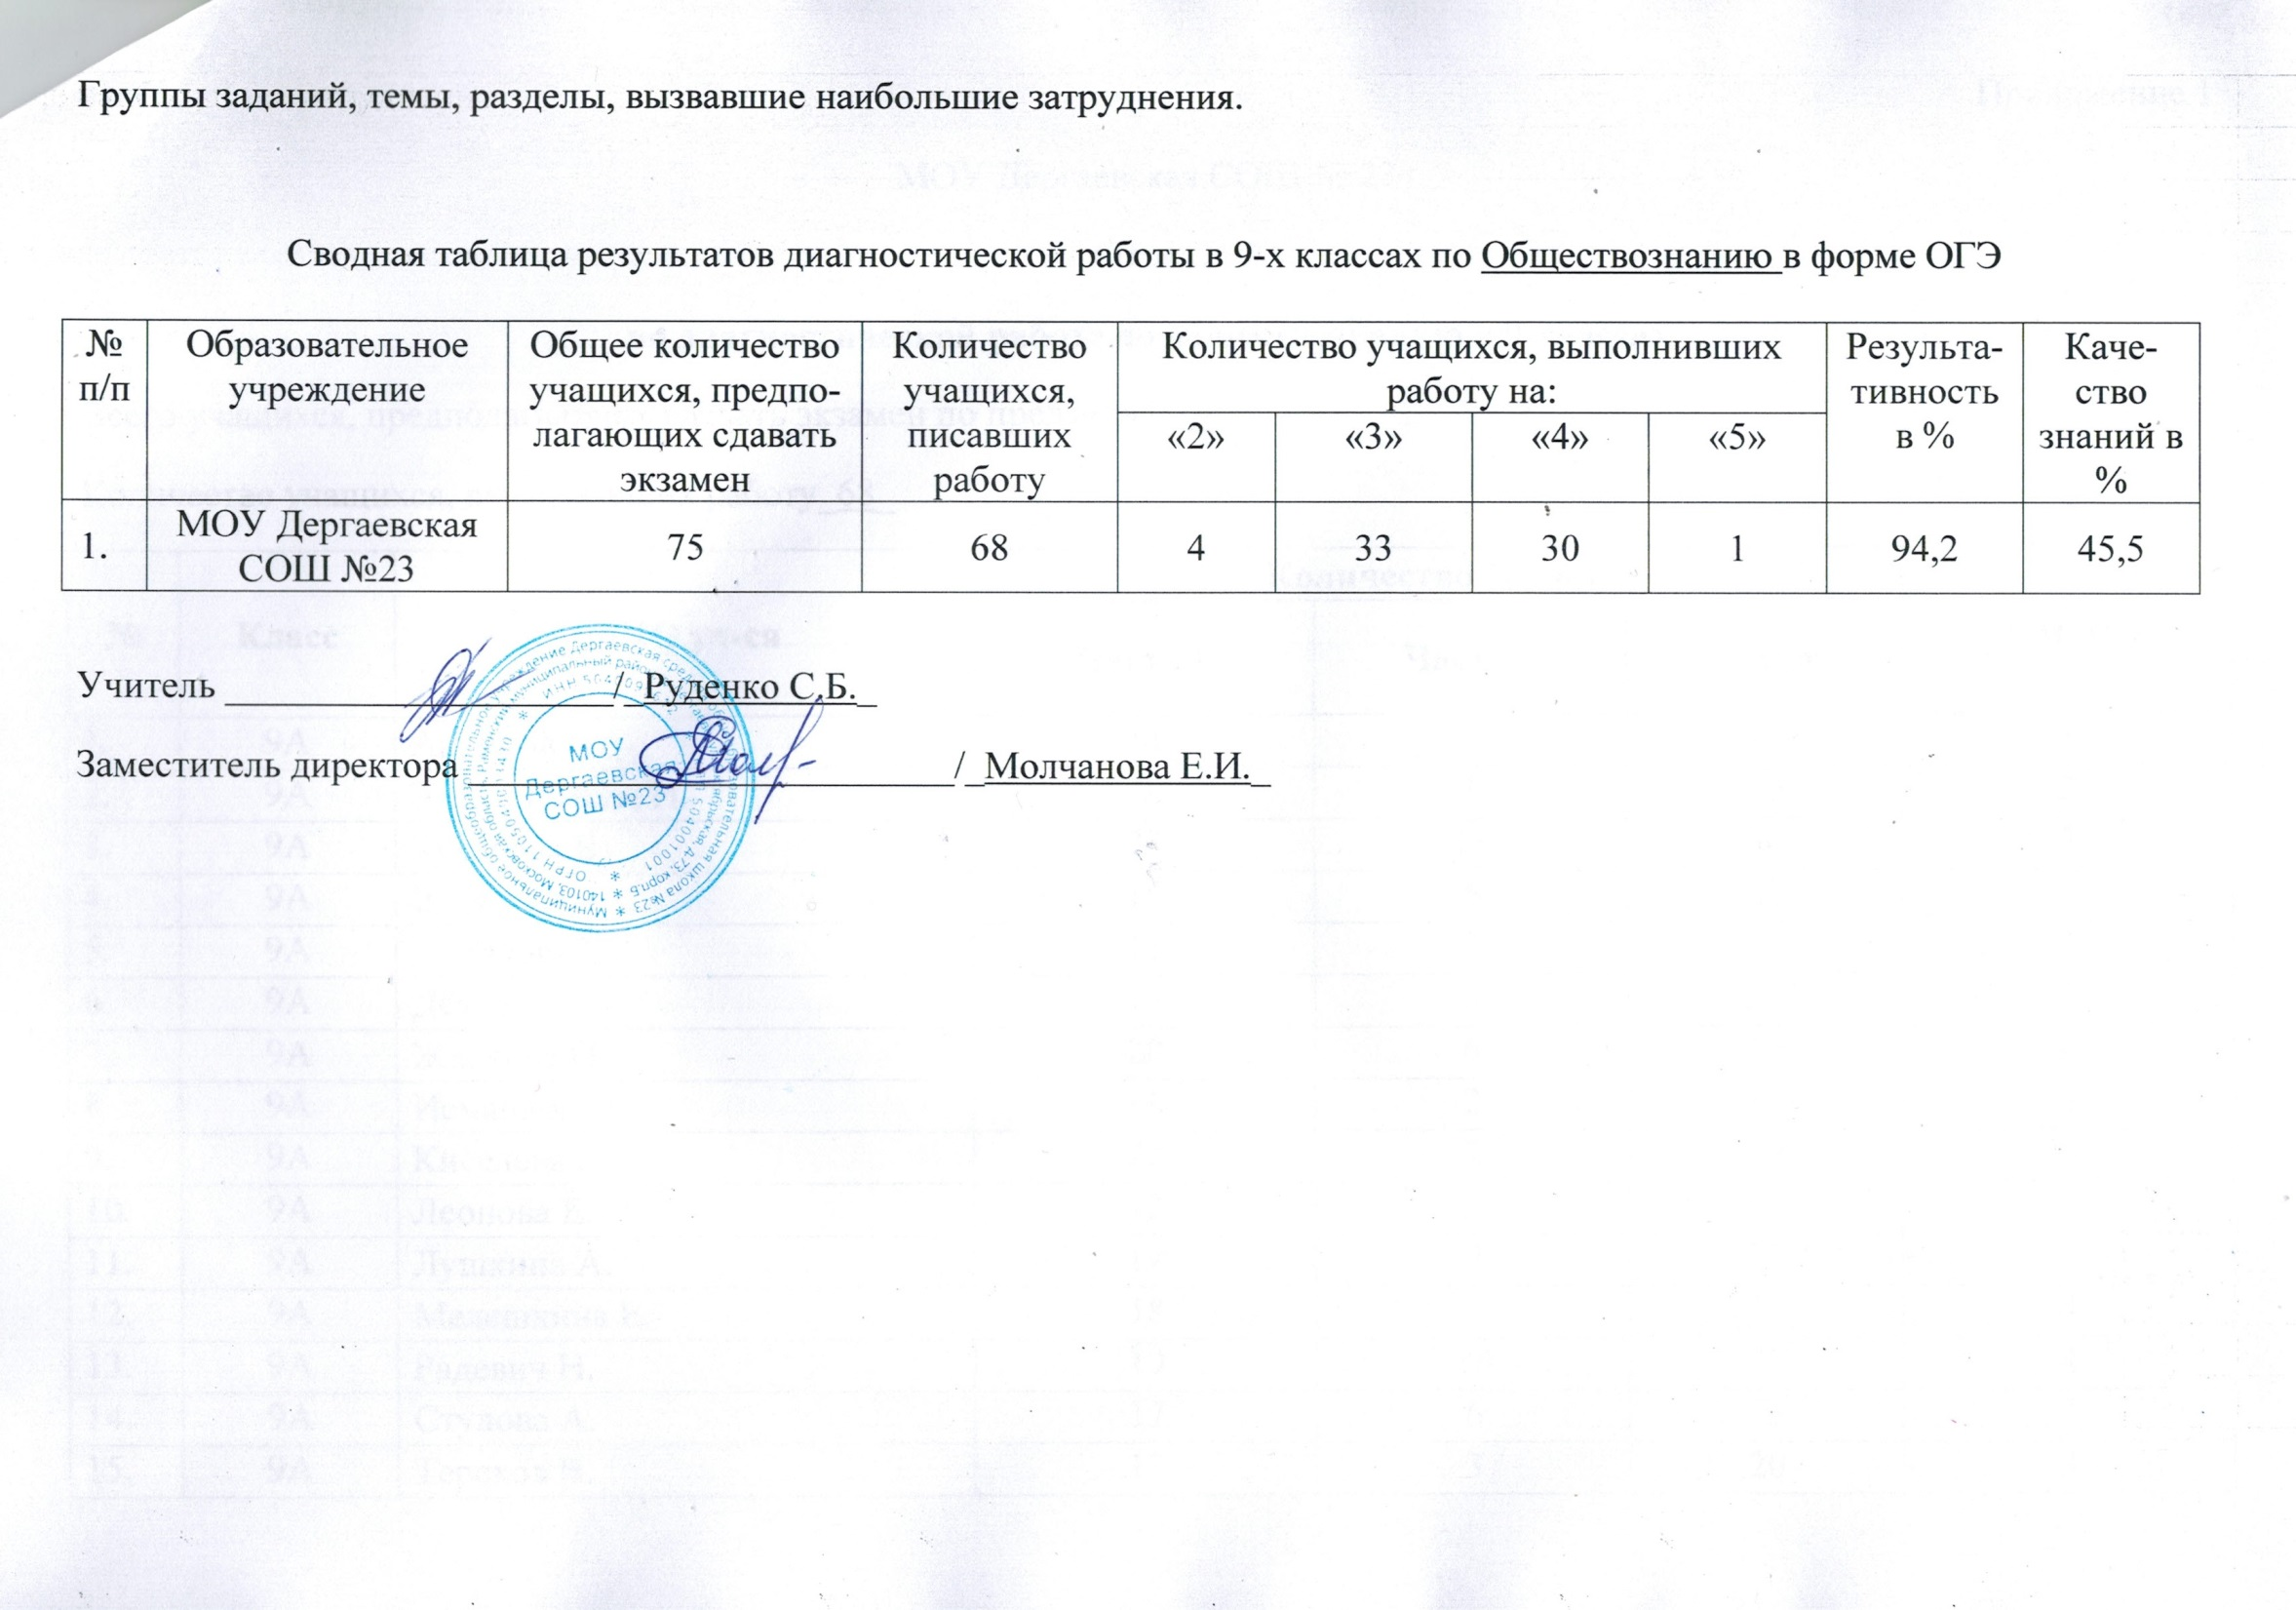 Группы заданий, темы, разделы, вызвавшие наибольшие затруднения.
Сводная таблица результатов диагностической работы в 9-х классах по Обществознанию в форме ОГЭ
№ п/п
Образовательное учреждение
Общее количество учащихся, предпо-лагающих сдавать экзамен
Количество учащихся, писавших работу
Количество учащихся, выполнивших работу на:
Результа-тивность в %
Каче-ство знаний в %
«2» «3» «4» «5»
1. МОУ Дергаевская СОШ №23 75 68 4 33 30 1 94,2 45,5
Учитель / Руденко С.Б.
Заместитель директора / Молчанова Е.И.
МОУ
Дергаевская
СОШ №23